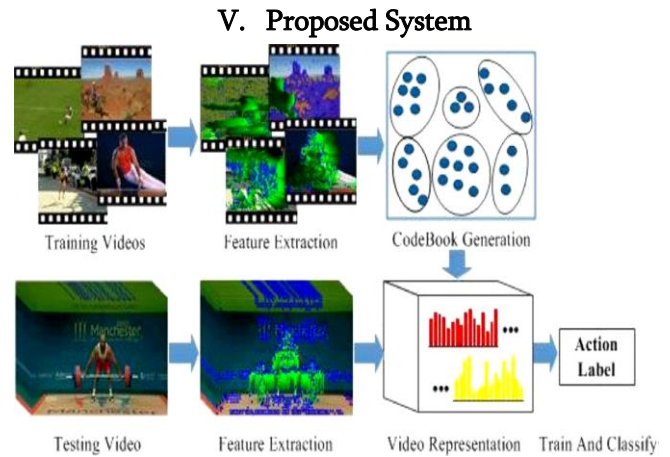 V. Proposed System
Training Videos
Feature Extraction
CodeBook Generation
Manchester
Testing Video
Feature Extraction
Video Representation
Action
Label
Train And Classify